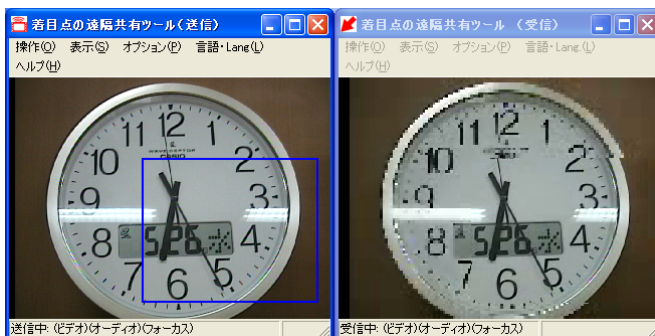 着目点の遠隔共有ツール(送信)
操作(O) 表示(S) オプション(P) 言語・Lang(L)
ヘルプ(H)
11 12 1
10 2
9 3
8 4
7 6 5
WAVE CEPTOR
CASIO
5 26 水
送信中: (ビデオ)(オーディオ)(フォーカス)
着目点の遠隔共有ツール (受信)
操作(O) 表示(S) オプション(P) 言語・Lang(L)
ヘルプ(H)
11 12 1
10 2
9 3
8 4
7 6 5
5 26 水
受信中: (ビデオ)(オーディオ)(フォーカス)